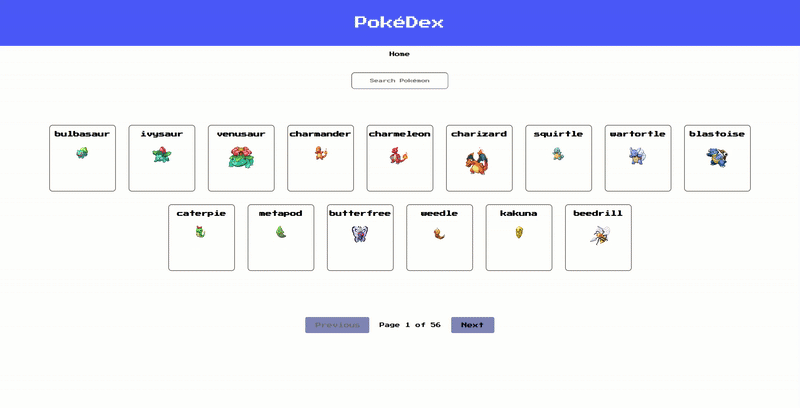 PokéDex
Home
Search Pokémon
bulbasaur ivysaur venusaur charmander charmeleon charizard squirtle wartortle blastoise
caterpie metapod butterfree weedle kakuna beedrill
Previous Page 1 of 56 Next